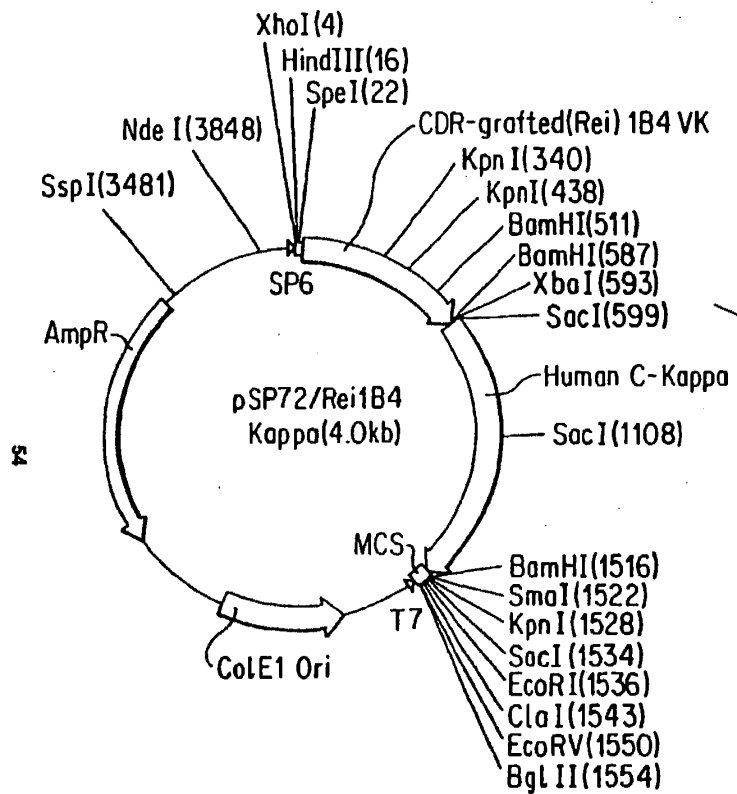 XhoI(4)
HindIII(16)
SpeI(22)
Nde I(3848)
CDR-grafted(Rei) 1B4 VK
Kpn I(340)
SspI(3481)
KpnI(438)
BamHI(511)
BamHI(587)
SP6
XbaI(593)
SacI(599)
AmpR
Human C-Kappa
pSP72/Rei1B4
Kappa(4.0kb)
SacI(1108)
54
MCS
BamHI(1516)
SmaI(1522)
T7
KpnI(1528)
SacI(1534)
ColE1 Ori
EcoRI(1536)
ClaI(1543)
EcoRV(1550)
Bgl II(1554)